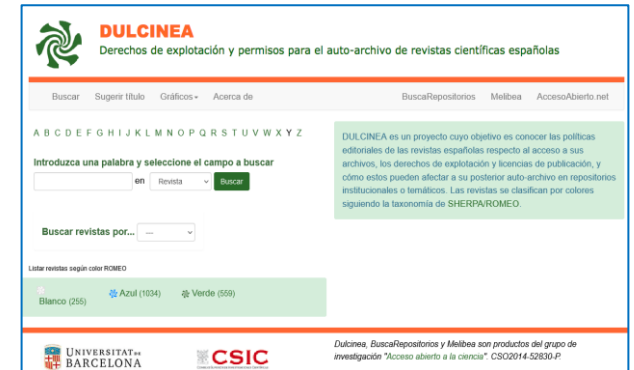 DULCINEA
Derechos de explotación y permisos para el auto-archivo de revistas científicas españolas
Buscar Sugerir título Gráficos Acerca de BuscaRepositorios Melibea AccesoAbierto.net
A B C D E F G H I J K L M N O P Q R S T U V W X Y Z
Introduzca una palabra y seleccione el campo a buscar
en Revista Buscar
Buscar revistas por... ---
Listar revistas según color ROMEO
Blanco (255) Azul (1034) Verde (559)
DULCINEA es un proyecto cuyo objetivo es conocer las políticas
editoriales de las revistas españolas respecto al acceso a sus
archivos, los derechos de explotación y licencias de publicación, y
cómo estos pueden afectar a su posterior auto-archivo en repositorios
institucionales o temáticos. Las revistas se clasifican por colores
siguiendo la taxonomía de SHERPA/ROMEO.
UNIVERSITAT DE
BARCELONA
CSIC
Dulcinea, BuscaRepositorios y Melibea son productos del grupo de
investigación "Acceso abierto a la ciencia". CSO2014-52830-P.